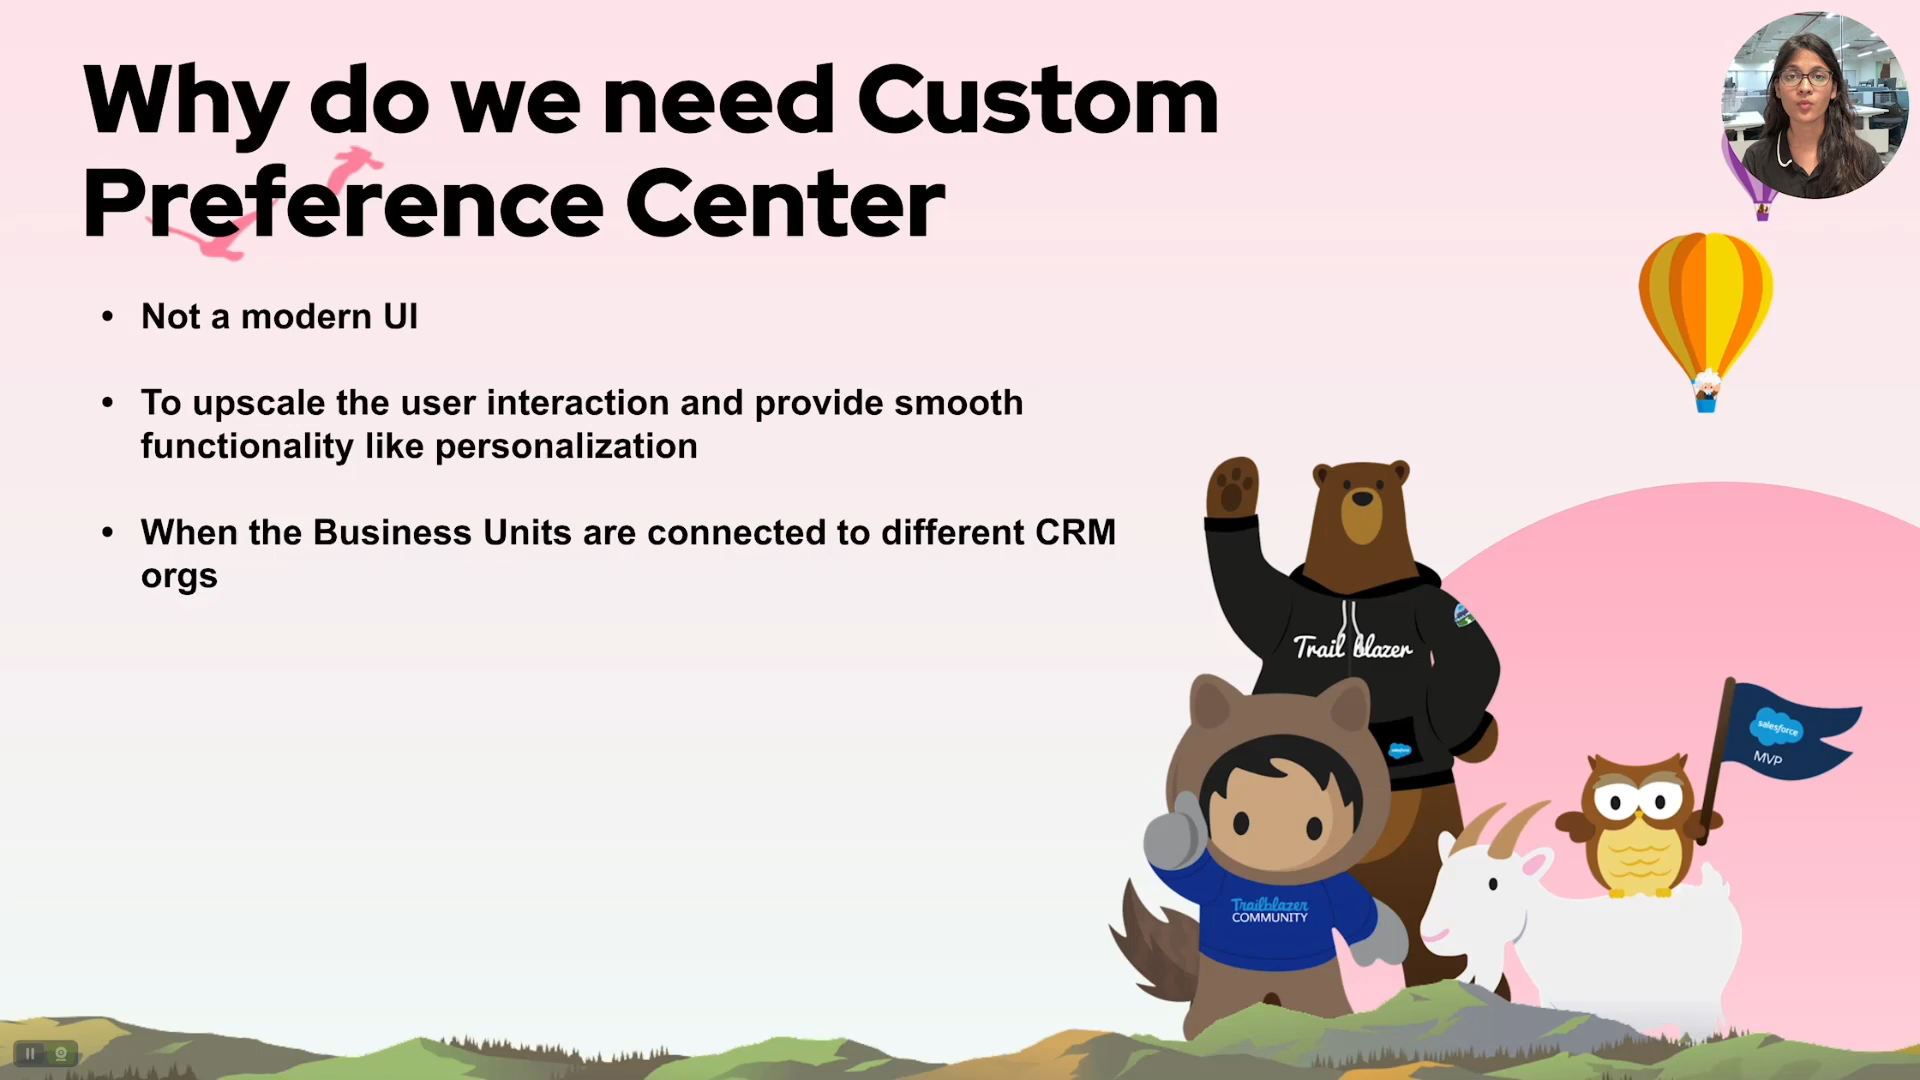 Why do we need Custom
Preference Center
• Not a modern UI
• To upscale the user interaction and provide smooth
functionality like personalization
• When the Business Units are connected to different CRM
orgs
Trail blazer
salesforce
Trailblazer
COMMUNITY
salesforce
MVP